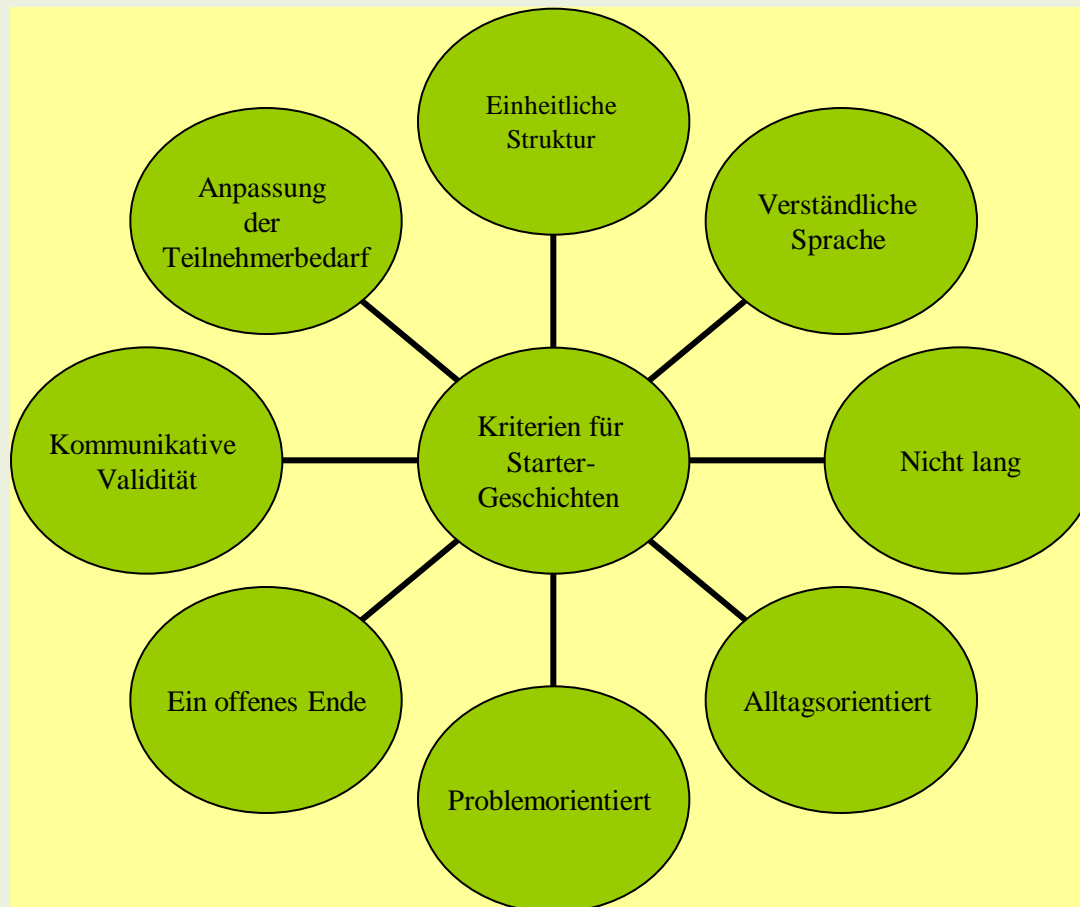 Einheitliche
Struktur
Anpassung
der
Teilnehmerbedarf
Verständliche
Sprache
Kommunikative
Validität
Kriterien für
Starter-
Geschichten
Nicht lang
Ein offenes Ende
Alltagsorientiert
Problemorientiert